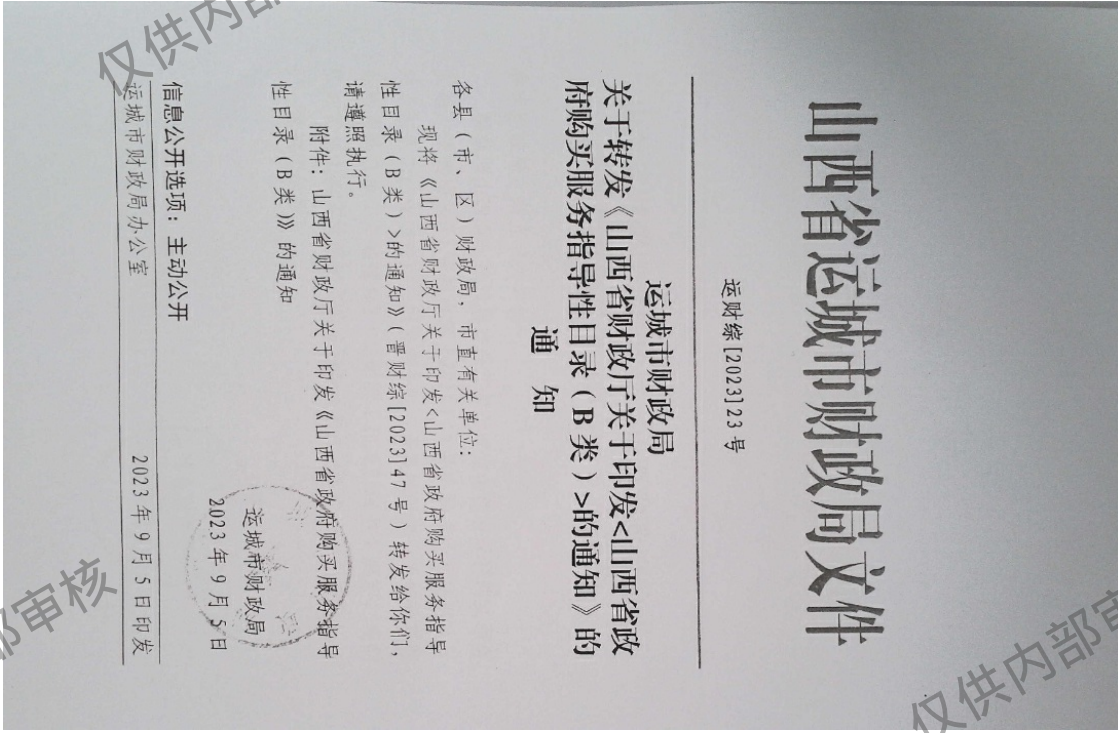 山西省运城市财政局文件
运财综[2023]23号
运城市财政局
关于转发《山西省财政厅关于印发<山西省政
府购买服务指导性目录(B类)>的通知》的
通知
各县(市、区)财政局,市直有关单位:
现将《山西省财政厅关于印发<山西省政府购买服务指导
性目录(B类)>的通知》(晋财综[2023]47号)转发给你们,
请遵照执行。
附件:山西省财政厅关于印发《山西省政府购买服务指导
性目录(B类)》的通知
运城市财政局
2023年9月5日
信息公开选项:主动公开
运城市财政局办公室 2023年9月5日印发
仅供内部
部审核
仅供内部审